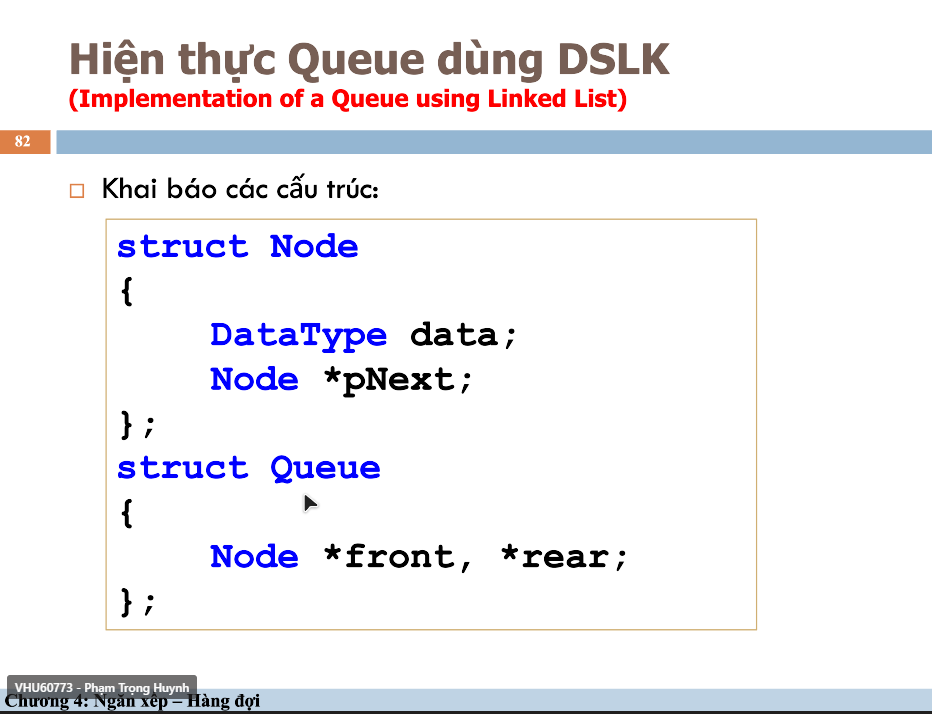 Hiện thực Queue dùng DSLK
(Implementation of a Queue using Linked List)
82
Khai báo các cấu trúc:
struct Node
{
DataType data;
Node *pNext;
};
struct Queue
{
Node *front, *rear;
};
VHU60773 - Phạm Trọng Huynh
Chương 4: Ngăn xếp – Hàng đợi